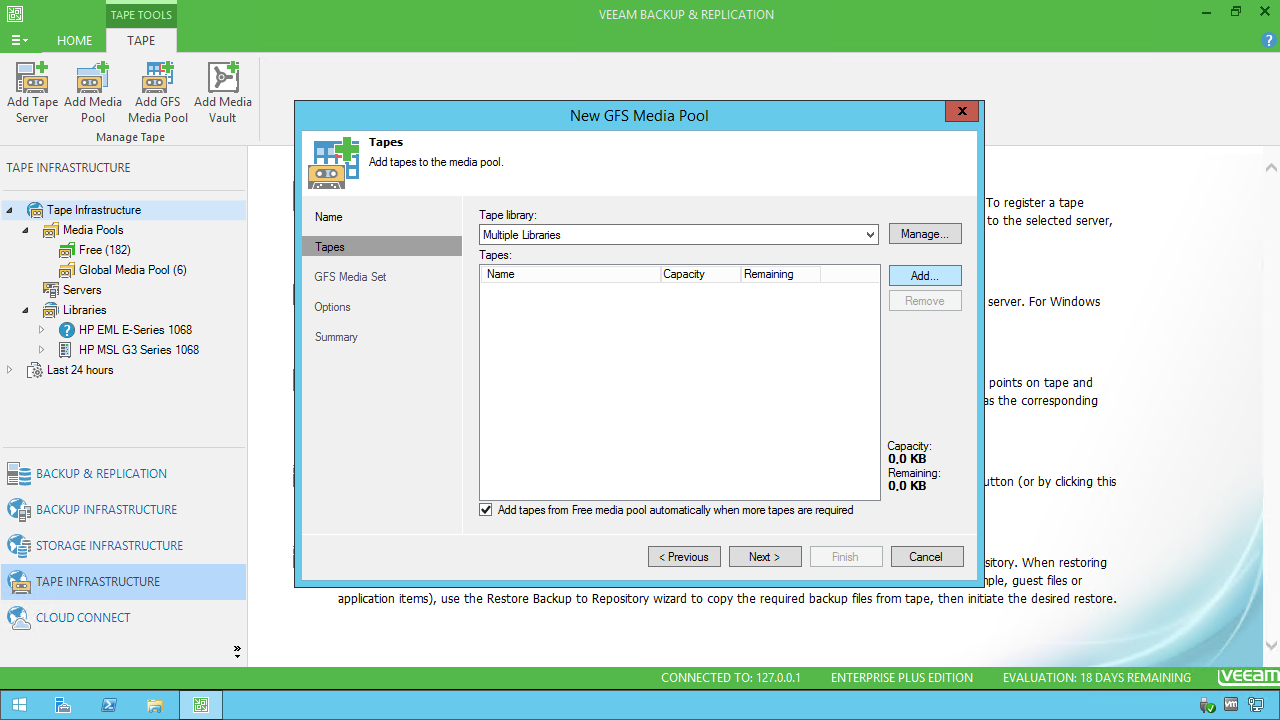 TAPE TOOLS
VEEAM BACKUP & REPLICATION
HOME
TAPE
Add Tape Server
Add Media Pool
Add GFS Media Pool
Add Media Vault
Manage Tape
TAPE INFRASTRUCTURE
Tape Infrastructure
Media Pools
Free (182)
Global Media Pool (6)
Servers
Libraries
HP EML E-Series 1068
HP MSL G3 Series 1068
Last 24 hours
BACKUP & REPLICATION
BACKUP INFRASTRUCTURE
STORAGE INFRASTRUCTURE
TAPE INFRASTRUCTURE
CLOUD CONNECT
New GFS Media Pool
Tapes
Add tapes to the media pool.
Name
Tapes
GFS Media Set
Options
Summary
Tape library:
Multiple Libraries
Manage...
Tapes:
Name
Capacity
Remaining
Add...
Remove
Capacity:
0,0 KB
Remaining:
0,0 KB
Add tapes from Free media pool automatically when more tapes are required
< Previous
Next >
Finish
Cancel
To register a tape
to the selected server,
server. For Windows
points on tape and
as the corresponding
utton (or by clicking this
sitory. When restoring
mple, guest files or
application items), use the Restore Backup to Repository wizard to copy the required backup files from tape, then initiate the desired restore.
CONNECTED TO: 127.0.0.1
ENTERPRISE PLUS EDITION
EVALUATION: 18 DAYS REMAINING
veeam
vm